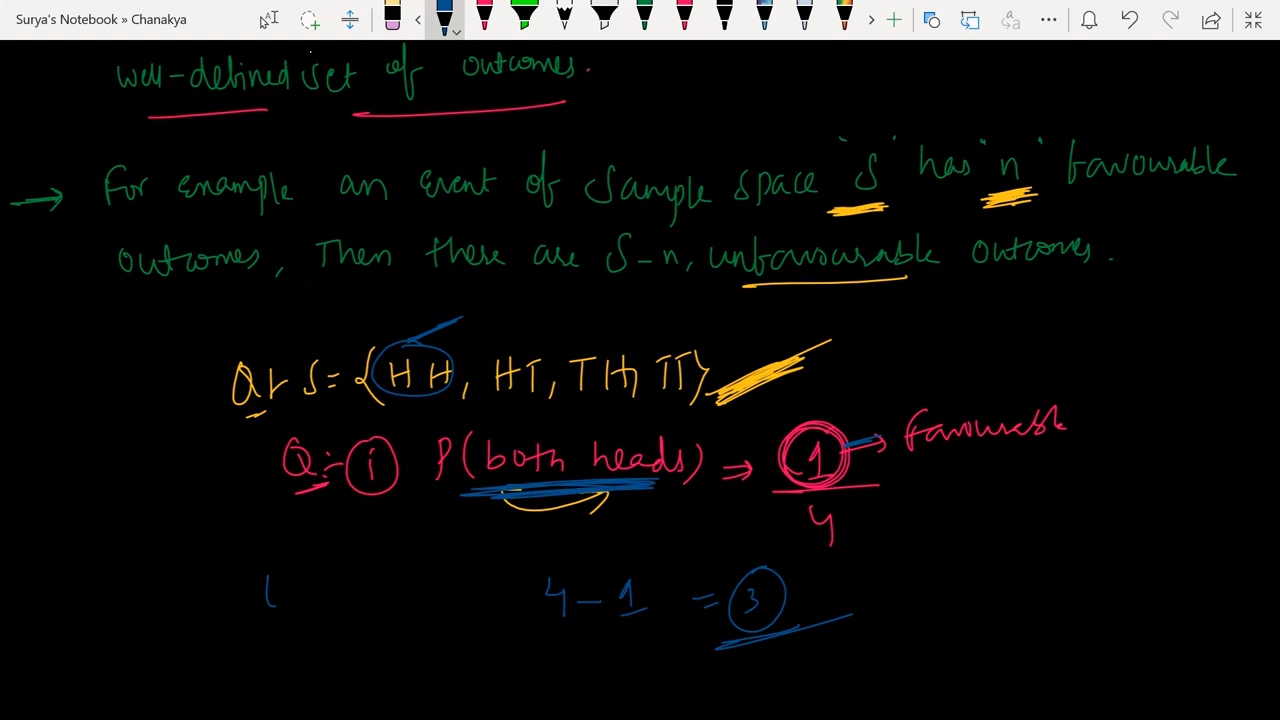 Surya's Notebook » Chanakya
well-defined set of outcomes.
→ For example an event of sample space "S" has "n" favourable
outcomes, Then there are S-n, unfavourable outcomes.
S = { H H, HT, TH, TT }
Q:- (i) P(both heads) ⇒ 1/4 → favourable
4 - 1 = 3